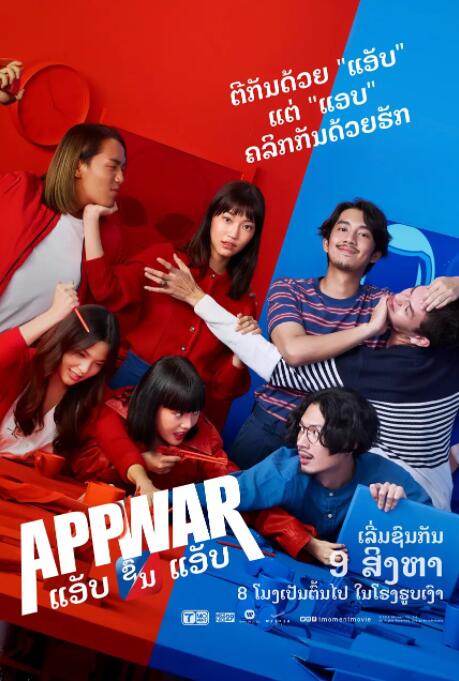 ຕີກັນດ້ວຍ "ແອັບ"
ແຕ່ "ແອບ"
ຄລິກກັນດ້ວຍຮັກ
APPWAR
ແອັບ ຊົນ ແອັບ
ເລີ່ມຊົນກັນ
9 ສິງຫາ
8 ໂມງເປັນຕົ້ນໄປ ໃນໂຮງຮູບເງົາ
tmomentmovie